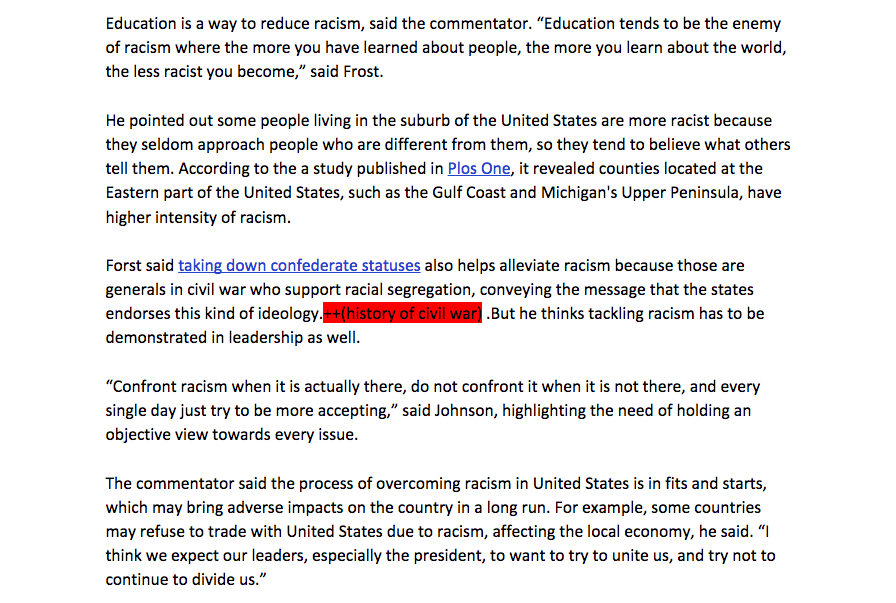 Education is a way to reduce racism, said the commentator. “Education tends to be the enemy
of racism where the more you have learned about people, the more you learn about the world,
the less racist you become,” said Frost.
He pointed out some people living in the suburb of the United States are more racist because
they seldom approach people who are different from them, so they tend to believe what others
tell them. According to the a study published in Plos One, it revealed counties located at the
Eastern part of the United States, such as the Gulf Coast and Michigan's Upper Peninsula, have
higher intensity of racism.
Forst said taking down confederate statuses also helps alleviate racism because those are
generals in civil war who support racial segregation, conveying the message that the states
endorses this kind of ideology.++(history of civil war) .But he thinks tackling racism has to be
demonstrated in leadership as well.
“Confront racism when it is actually there, do not confront it when it is not there, and every
single day just try to be more accepting,” said Johnson, highlighting the need of holding an
objective view towards every issue.
The commentator said the process of overcoming racism in United States is in fits and starts,
which may bring adverse impacts on the country in a long run. For example, some countries
may refuse to trade with United States due to racism, affecting the local economy, he said. “I
think we expect our leaders, especially the president, to want to try to unite us, and try not to
continue to divide us.”